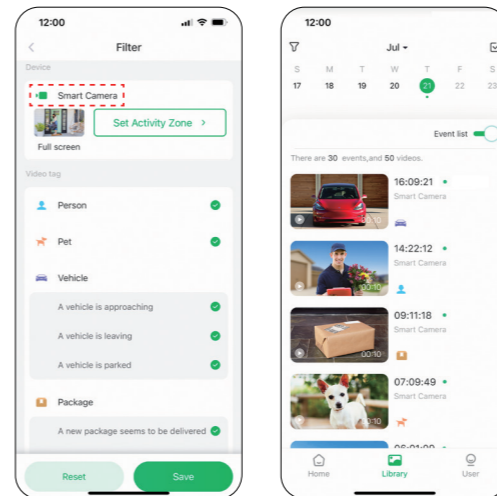 12:00
Filter
Device
Smart Camera
Set Activity Zone >
Full screen
Video tag
Person
Pet
Vehicle
A vehicle is approaching
A vehicle is leaving
A vehicle is parked
Package
A new package seems to be delivered
Reset
Save
12:00
Jul
S M T W T F S
17 18 19 20 21 22 23
Event list
There are 30 events,and 50 videos.
16:09:21
Smart Camera
00:10
14:22:12
Smart Camera
00:10
09:11:18
Smart Camera
00:10
07:09:49
Smart Camera
00:10
Home
Library
User